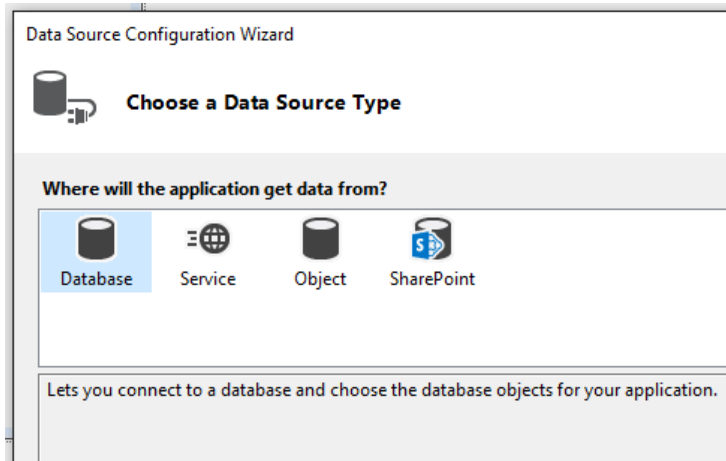 Data Source Configuration Wizard
Choose a Data Source Type
Where will the application get data from?
Database Service Object SharePoint
Lets you connect to a database and choose the database objects for your application.